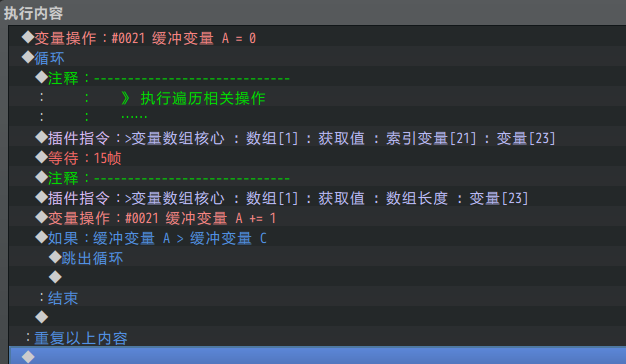 执行内容
◆变量操作：#0021 缓冲变量 A = 0
◆循环
◆注释：-----------------------------
：　　：　　》执行遍历相关操作
：　　：　　……
◆插件指令：>变量数组核心 : 数组[1] : 获取值 : 索引变量[21] : 变量[23]
◆等待：15帧
◆注释：-----------------------------
◆插件指令：>变量数组核心 : 数组[1] : 获取值 : 数组长度 : 变量[23]
◆变量操作：#0021 缓冲变量 A += 1
◆如果：缓冲变量 A > 缓冲变量 C
◆跳出循环
◆
：结束
◆
：重复以上内容
◆